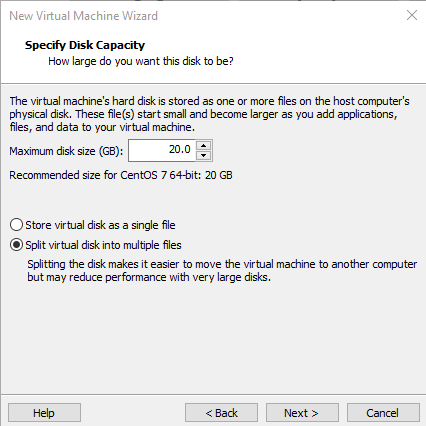 New Virtual Machine Wizard
Specify Disk Capacity
How large do you want this disk to be?
The virtual machine's hard disk is stored as one or more files on the host computer's
physical disk. These file(s) start small and become larger as you add applications,
files, and data to your virtual machine.
Maximum disk size (GB): 20.0
Recommended size for CentOS 7 64-bit: 20 GB
Store virtual disk as a single file
Split virtual disk into multiple files
Splitting the disk makes it easier to move the virtual machine to another computer
but may reduce performance with very large disks.
Help < Back Next > Cancel